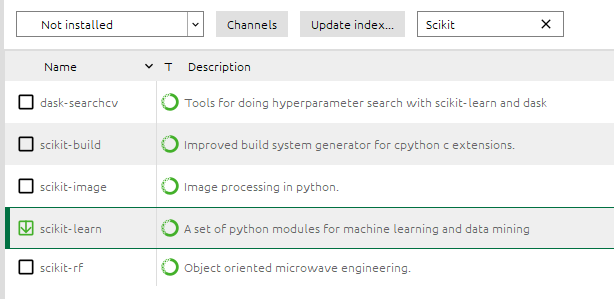 Not installed Channels Update index... Scikit
Name T Description
dask-searchcv Tools for doing hyperparameter search with scikit-learn and dask
scikit-build Improved build system generator for cpython c extensions.
scikit-image Image processing in python.
scikit-learn A set of python modules for machine learning and data mining
scikit-rf Object oriented microwave engineering.